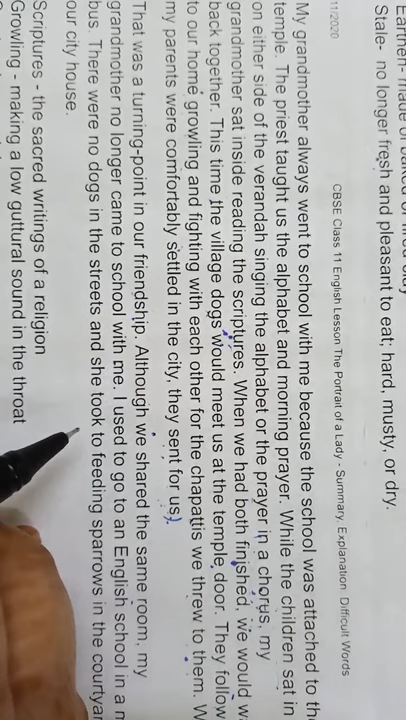 Stale- no longer fresh and pleasant to eat; hard, musty, or dry.
11/2020 CBSE Class 11 English Lesson The Portrait of a Lady - Summary, Explanation, Difficult Words
My grandmother always went to school with me because the school was attached to th
temple. The priest taught us the alphabet and morning prayer. While the children sat in
on either side of the verandah singing the alphabet or the prayer in a chorus, my
grandmother sat inside reading the scriptures. When we had both finished, we would w
back together. This time the village dogs would meet us at the temple door. They follow
to our home growling and fighting with each other for the chapattis we threw to them. W
my parents were comfortably settled in the city, they sent for us).
That was a turning-point in our friendship. Although we shared the same room, my
grandmother no longer came to school with me. I used to go to an English school in a m
bus. There were no dogs in the streets and she took to feeding sparrows in the courtyar
our city house.
Scriptures - the sacred writings of a religion
Growling - making a low guttural sound in the throat